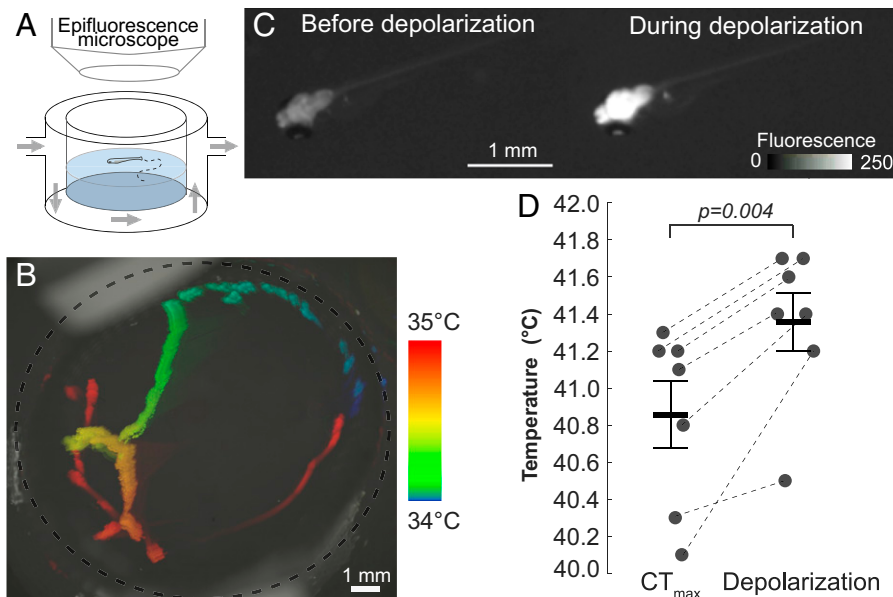 A
Epifluorescence
microscope
C
Before depolarization
During depolarization
1 mm
Fluorescence
0
250
B
35°C
34°C
1 mm
D
p=0.004
42.0
41.8
41.6
41.4
41.2
41.0
40.8
40.6
40.4
40.2
40.0
Temperature (°C)
CTmax
Depolarization